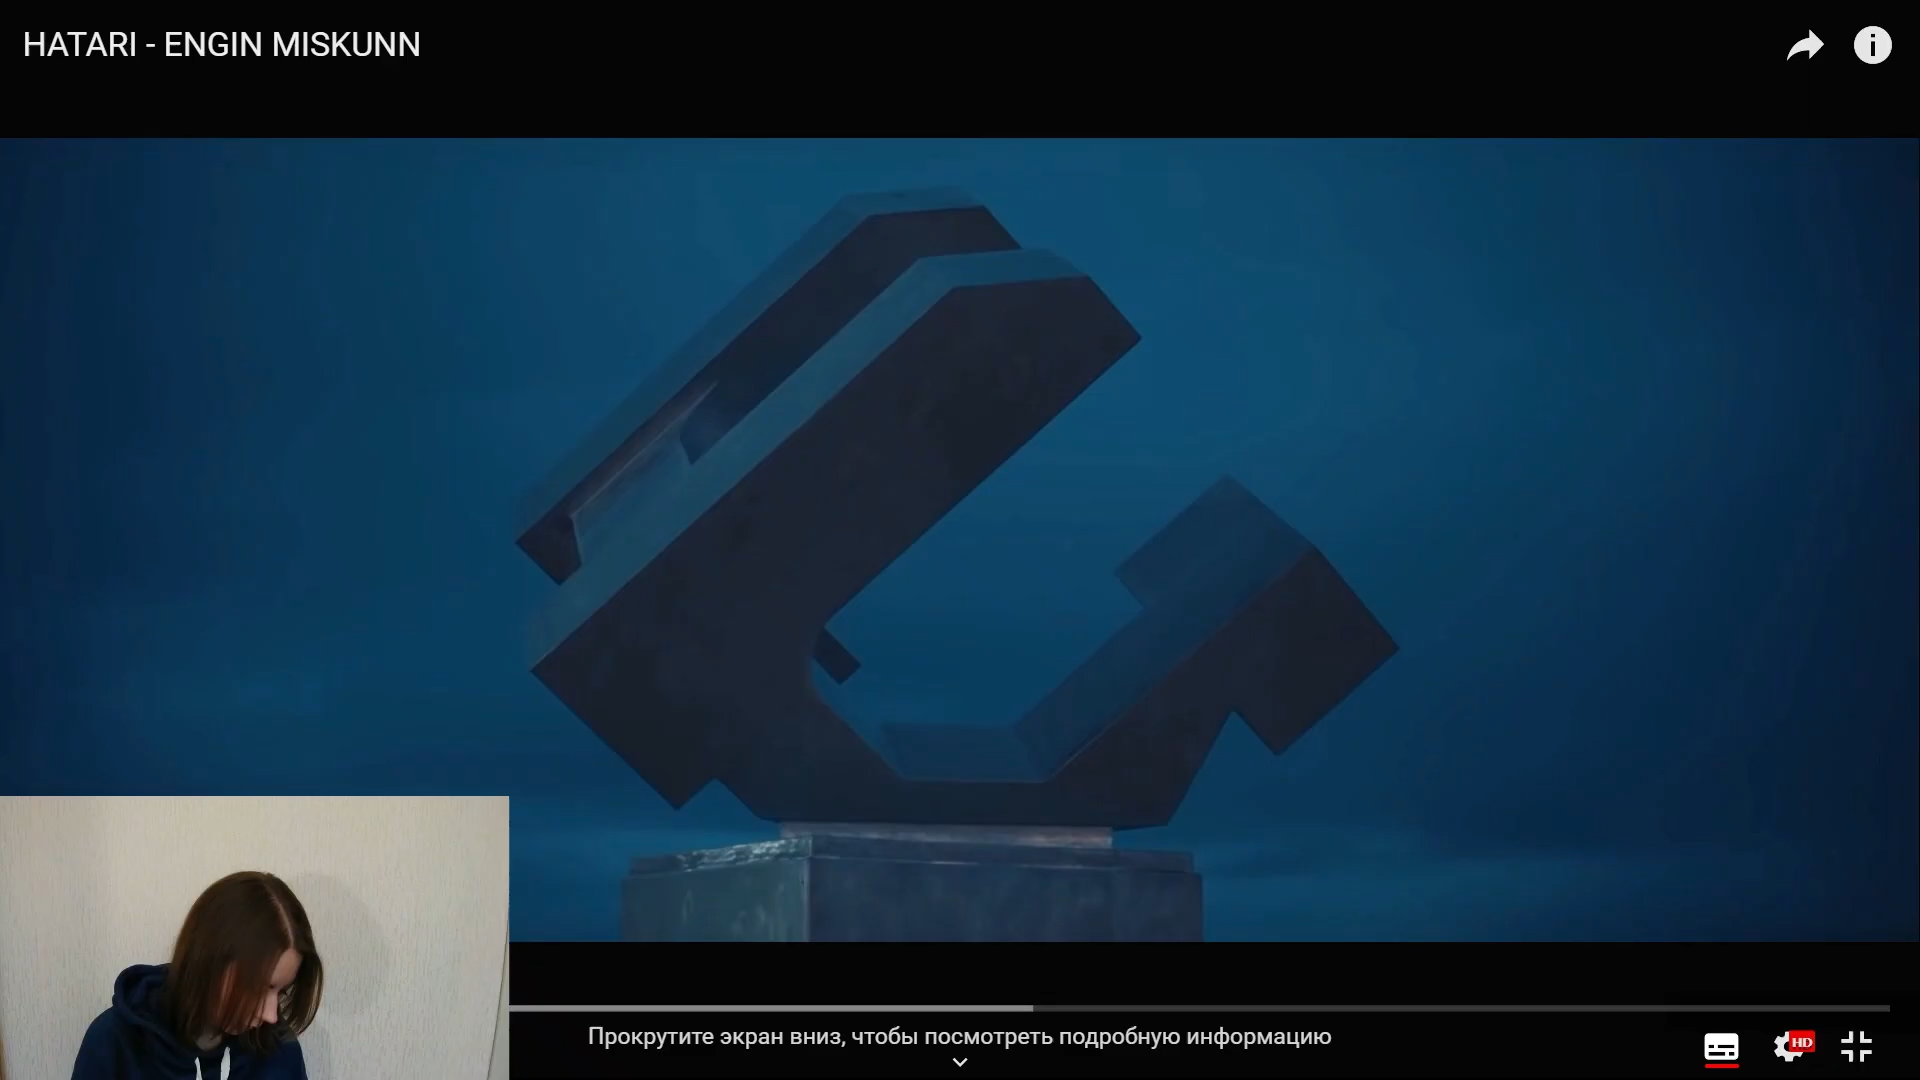 HATARI - ENGIN MISKUNN
Прокрутите экран вниз, чтобы посмотреть подробную информацию
HD